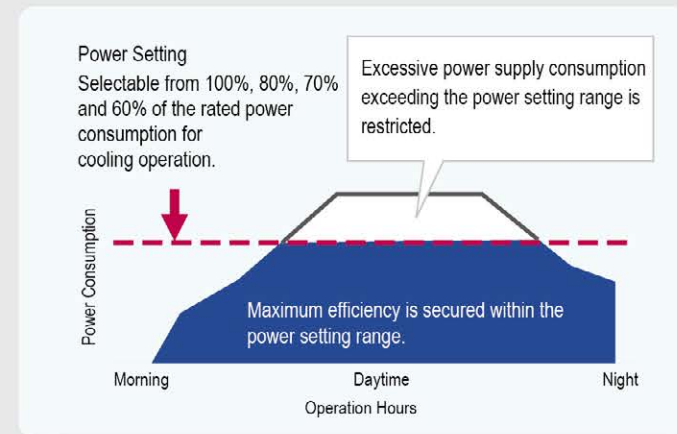 Power Setting
Selectable from 100%, 80%, 70%
and 60% of the rated power
consumption for
cooling operation.
Excessive power supply consumption
exceeding the power setting range is
restricted.
Power Consumption
Maximum efficiency is secured within the
power setting range.
Morning
Daytime
Night
Operation Hours